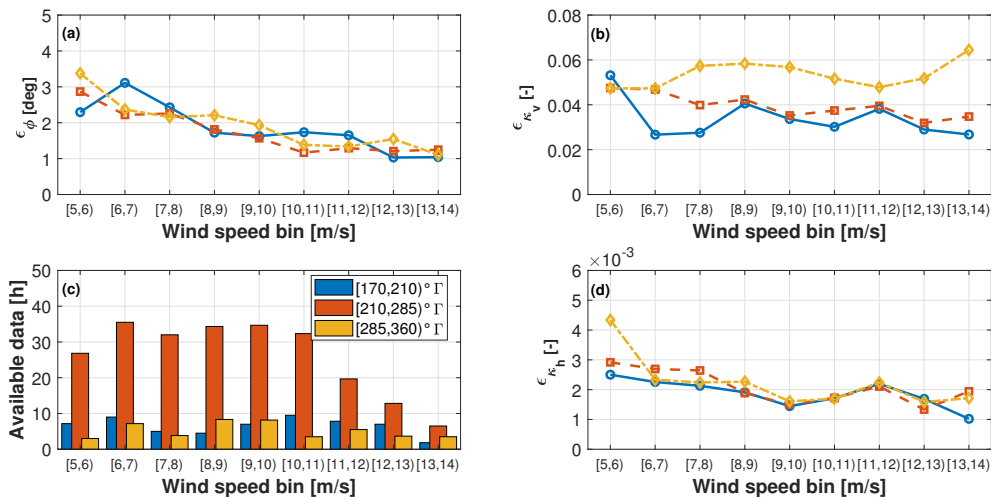 (a)
5
4
3
2
1
0
ϵ_ϕ [deg]
[5,6) [6,7) [7,8) [8,9) [9,10) [10,11) [11,12) [12,13) [13,14)
Wind speed bin [m/s]
(b)
0.08
0.06
0.04
0.02
0
ϵ_κ_v [-]
[5,6) [6,7) [7,8) [8,9) [9,10) [10,11) [11,12) [12,13) [13,14)
Wind speed bin [m/s]
(c)
50
40
30
20
10
0
Available data [h]
[170,210)° Γ
[210,285)° Γ
[285,360)° Γ
[5,6) [6,7) [7,8) [8,9) [9,10) [10,11) [11,12) [12,13) [13,14)
Wind speed bin [m/s]
×10⁻³
(d)
6
5
4
3
2
1
0
ϵ_κ_h [-]
[5,6) [6,7) [7,8) [8,9) [9,10) [10,11) [11,12) [12,13) [13,14)
Wind speed bin [m/s]